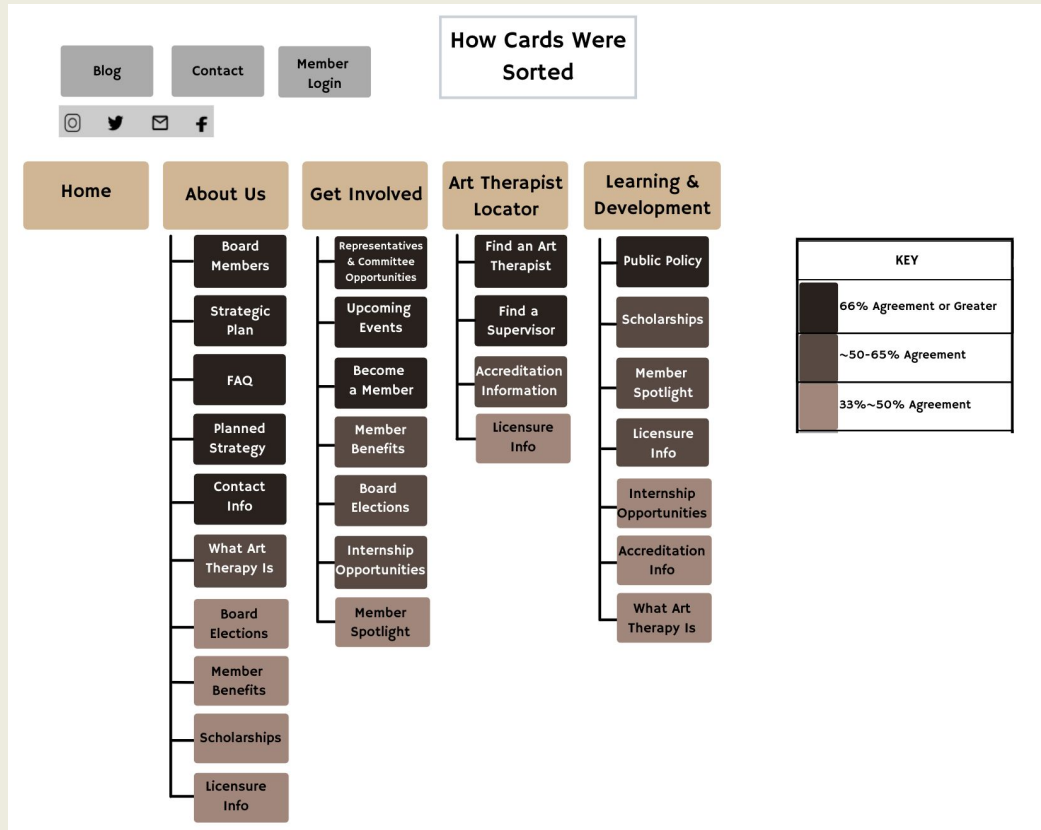 How Cards Were
Sorted
Blog
Contact
Member
Login
Home
About Us
Get Involved
Art Therapist
Locator
Learning &
Development
Board
Members
Strategic
Plan
FAQ
Planned
Strategy
Contact
Info
What Art
Therapy Is
Board
Elections
Member
Benefits
Scholarships
Licensure
Info
Representatives
& Committee
Opportunities
Upcoming
Events
Become
a Member
Member
Benefits
Board
Elections
Internship
Opportunities
Member
Spotlight
Find an Art
Therapist
Find a
Supervisor
Accreditation
Information
Licensure
Info
Public Policy
Scholarships
Member
Spotlight
Licensure
Info
Internship
Opportunities
Accreditation
Info
What Art
Therapy Is
KEY
66% Agreement or Greater
~50-65% Agreement
33%~50% Agreement